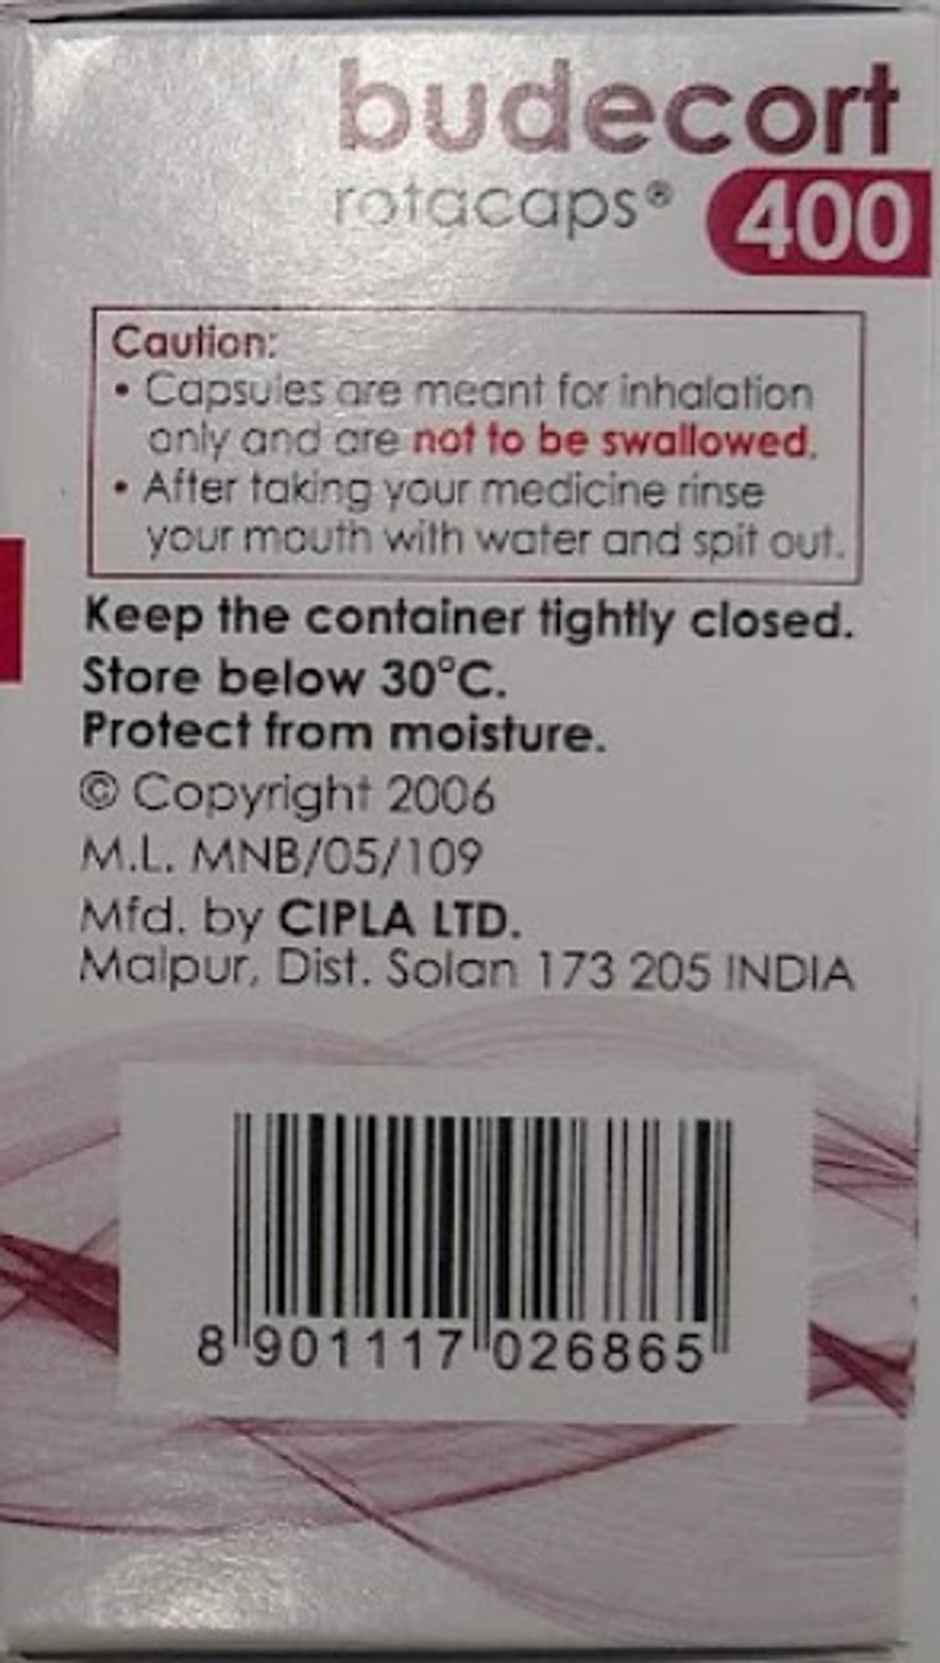 budecort
rotacaps® 400
Caution:
• Capsules are meant for inhalation
only and are not to be swallowed.
• After taking your medicine rinse
your mouth with water and spit out.
Keep the container tightly closed.
Store below 30°C.
Protect from moisture.
© Copyright 2006
M.L. MNB/05/109
Mfd. by CIPLA LTD.
Malpur, Dist. Solan 173 205 INDIA
8 901117 026865